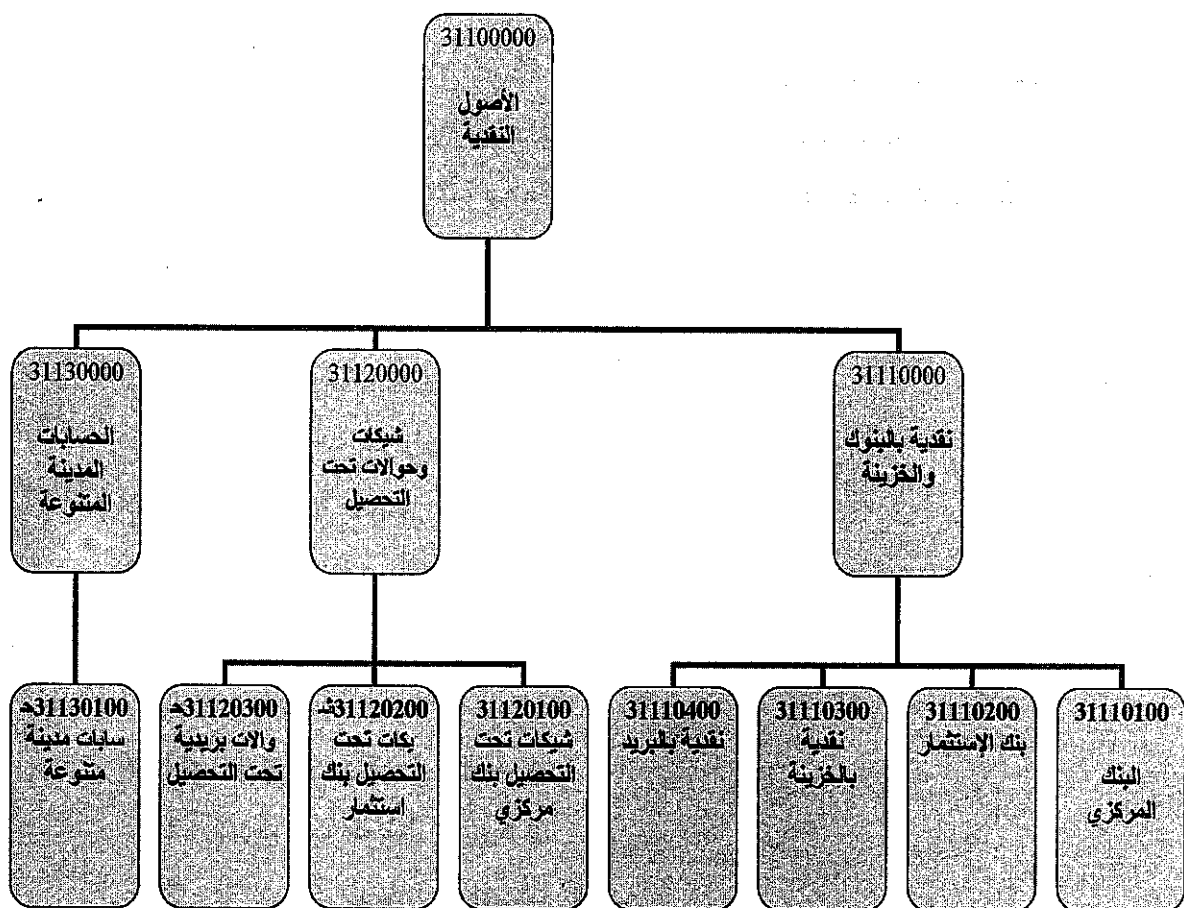 31100000
الأصول
النقدية
31110000
نقدية بالبنوك
والخزينة
31120000
شيكات
وحوالات تحت
التحصيل
31130000
الحسابات
المدينة
المتنوعة
31110100
البنك
المركزي
31110200
بنك الإستثمار
31110300
نقدية
بالخزينة
31110400
نقدية بالبريد
31120100
شيكات تحت
التحصيل بنك
مركزي
31120200شـ
يكات تحت
التحصيل بنك
استثمار
31120300حـ
والات بريدية
تحت التحصيل
31130100حـ
سابات مدينة
متنوعة